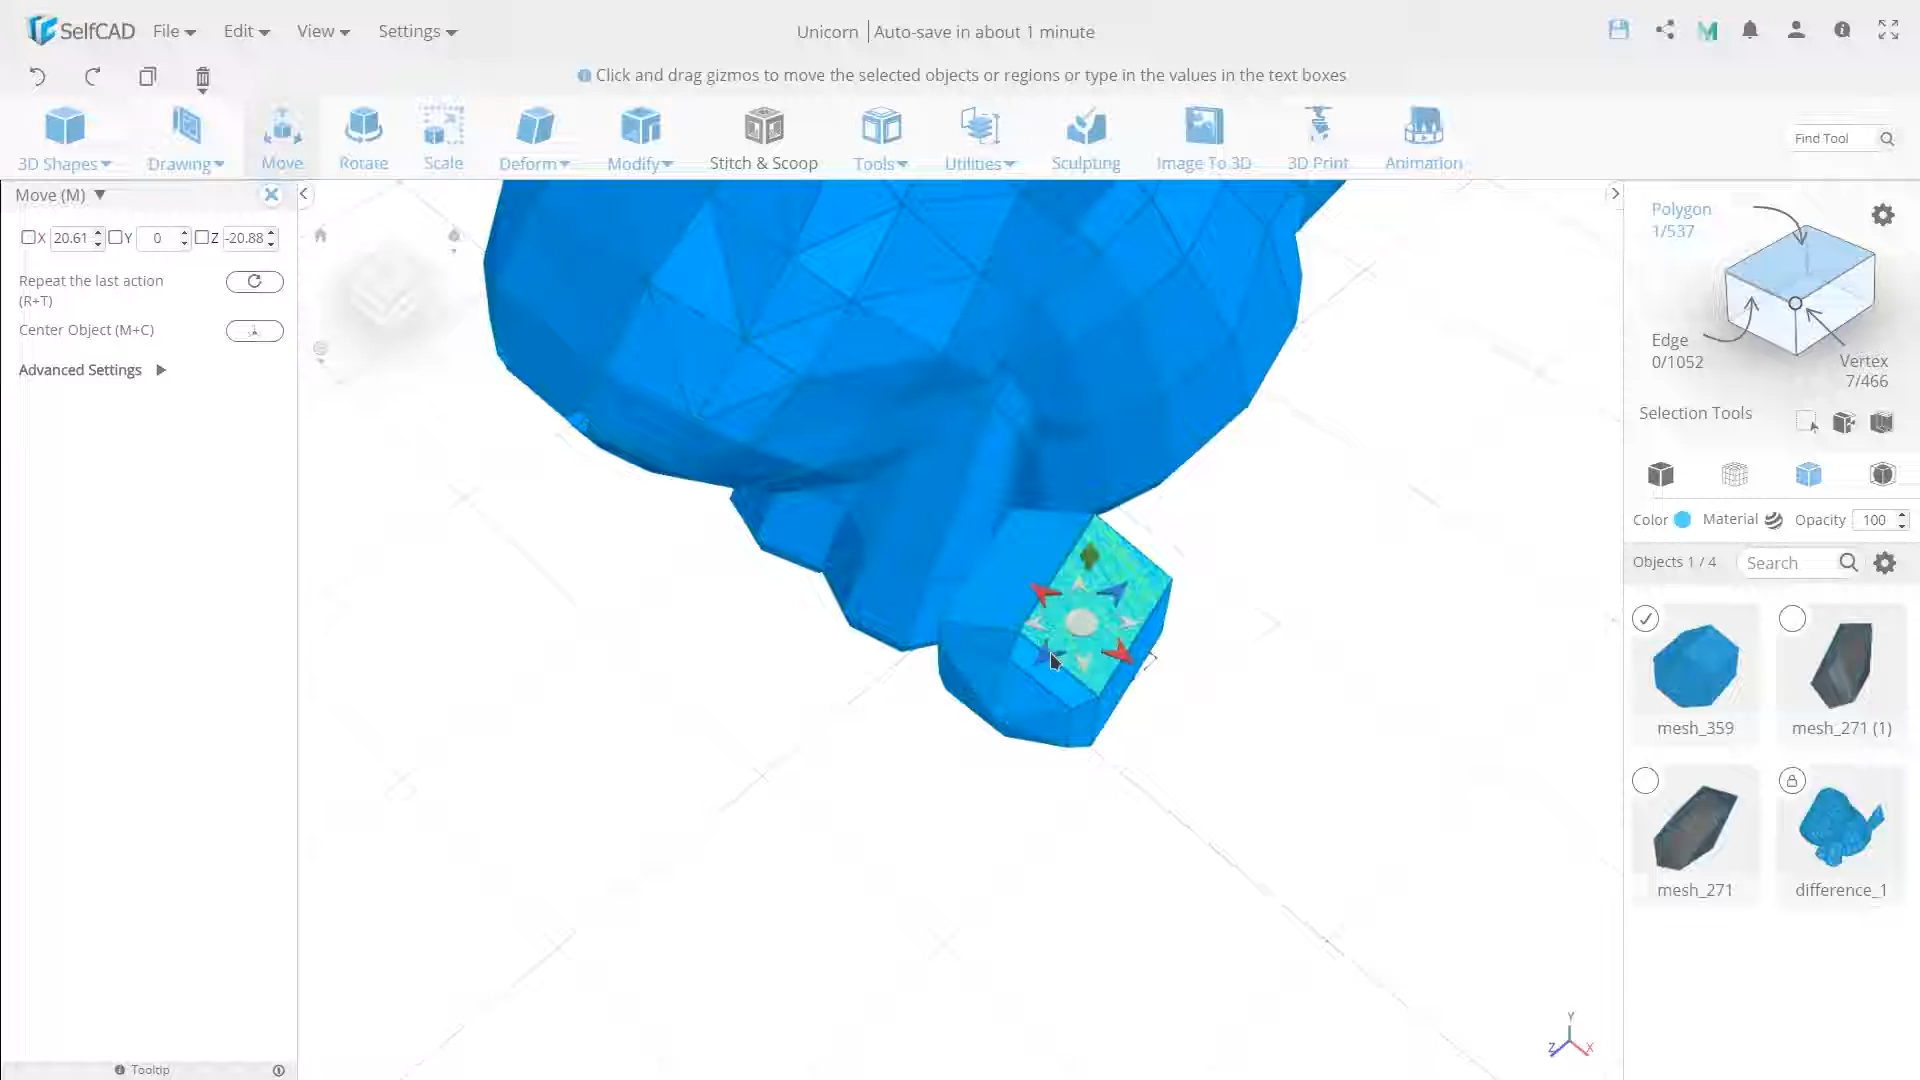 SelfCAD File Edit View Settings
Unicorn Auto-save in about 1 minute
M
Click and drag gizmos to move the selected objects or regions or type in the values in the text boxes
3D Shapes Drawing Move Rotate Scale Deform Modify Stitch & Scoop Tools Utilities Sculpting Image To 3D 3D Print Animation
Find Tool
Move (M)
X 20.61 Y 0 Z -20.88
Repeat the last action
(R+T)
Center Object (M+C)
Advanced Settings
Tooltip
Polygon
1/537
Edge
0/1052
Vertex
7/466
Selection Tools
Color Material Opacity 100
Objects 1 / 4 Search
mesh_359 mesh_271 (1)
mesh_271 difference_1
Y
Z X